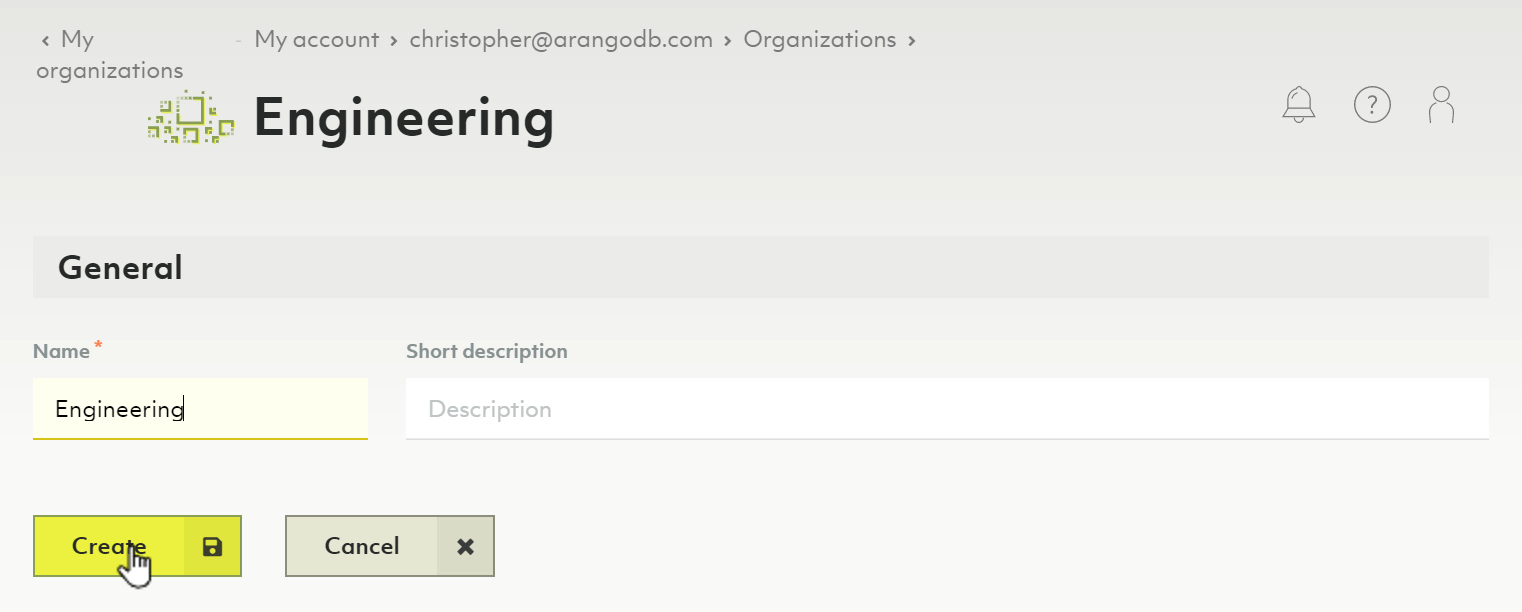 ‹ My organizations - My account › christopher@arangodb.com › Organizations ›
Engineering
?
General
Name * Short description
Engineering Description
Create Cancel